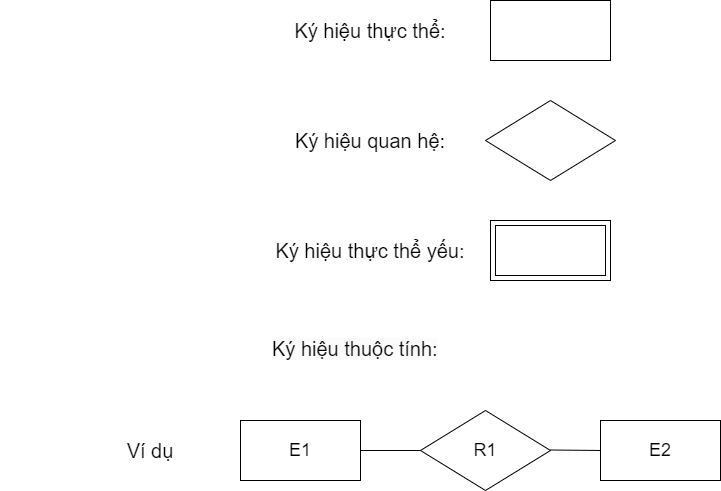 Ký hiệu thực thể:
Ký hiệu quan hệ:
Ký hiệu thực thể yếu:
Ký hiệu thuộc tính:
Ví dụ E1 R1 E2